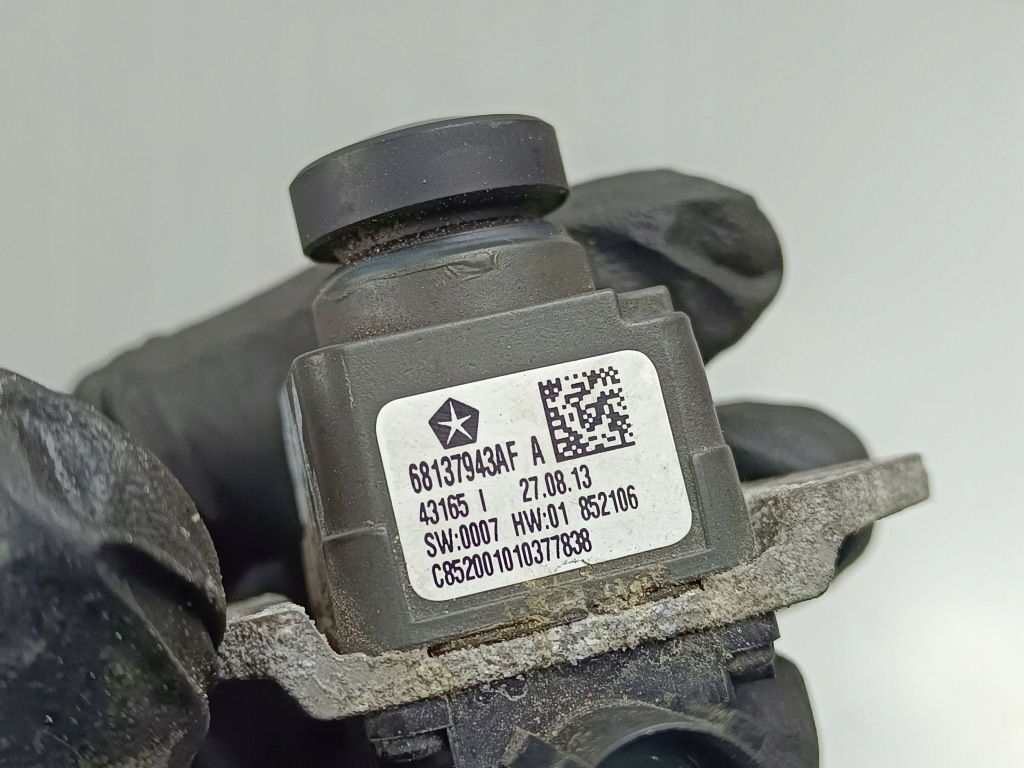 68137943AF A
43165 I 27.08.13
SW:0007 HW:01 852106
C852001010377838